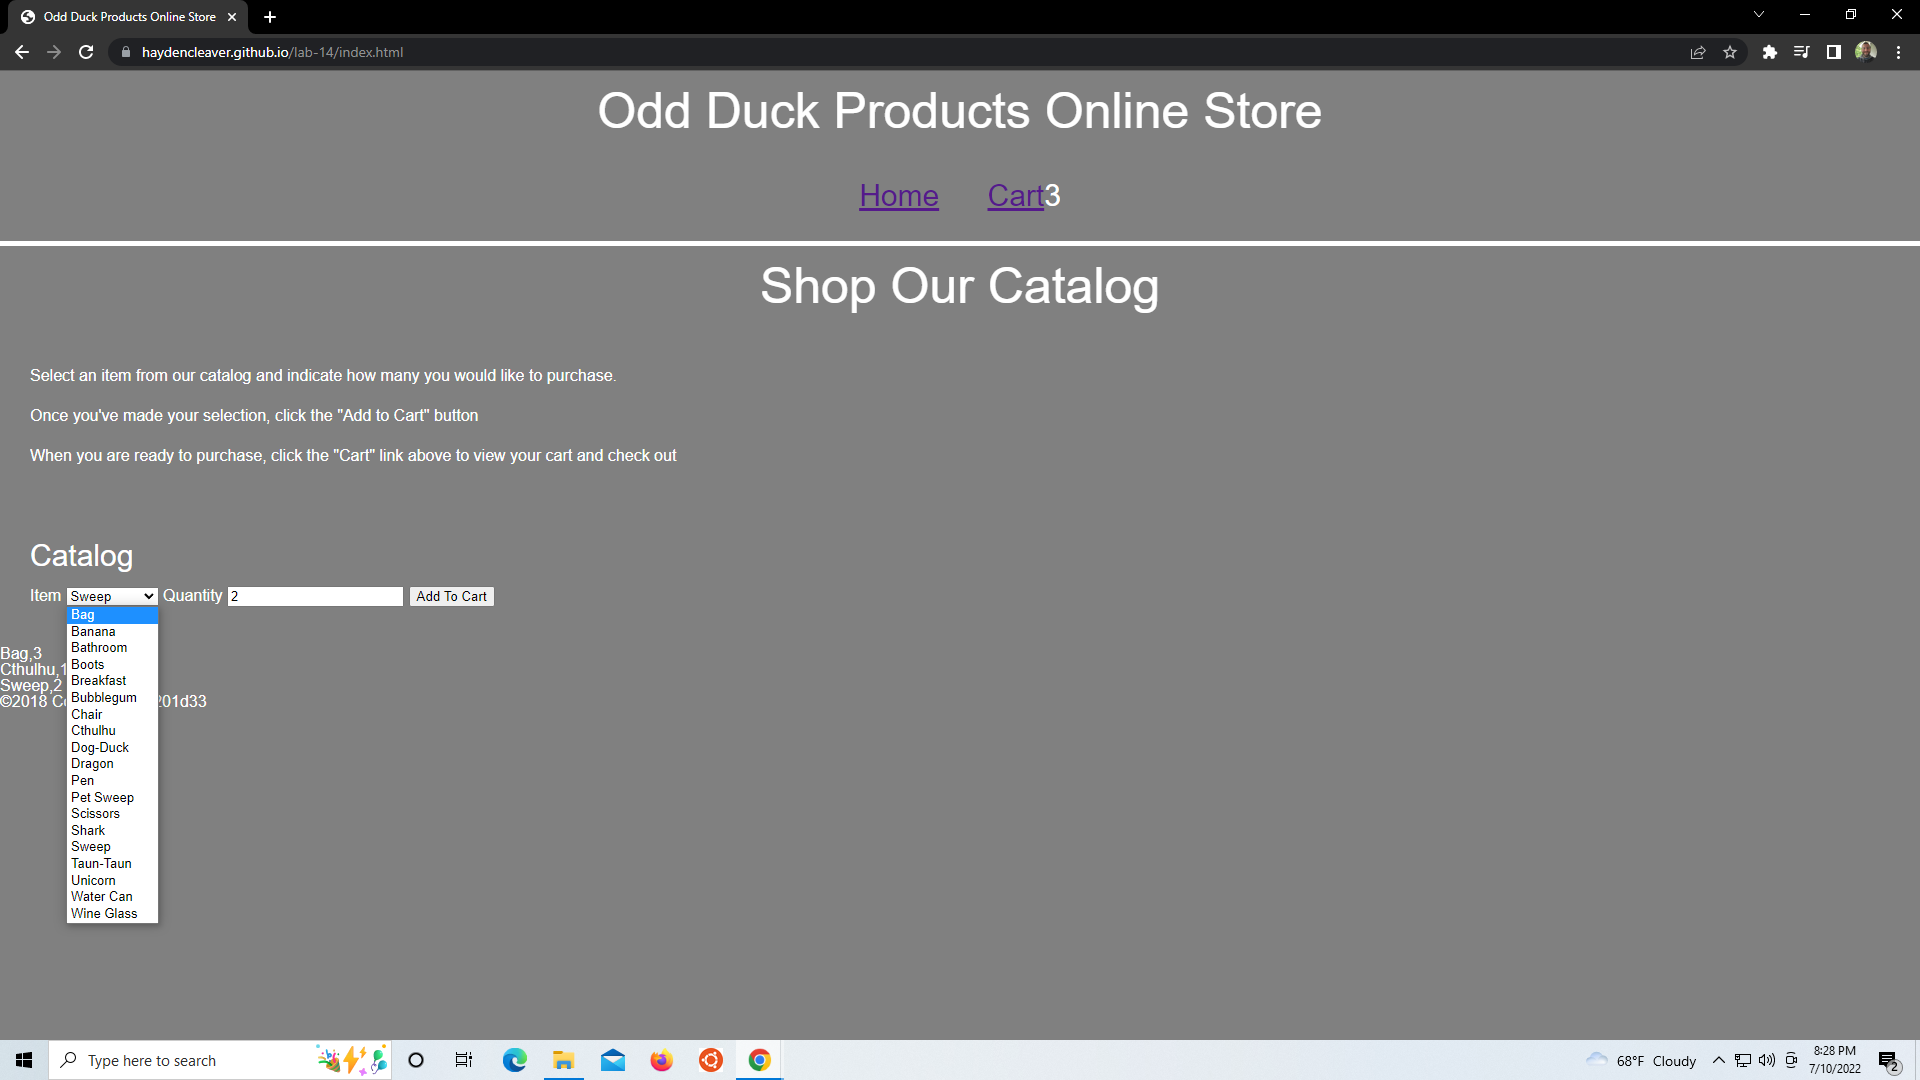 Odd Duck Products Online Store
haydencleaver.github.io/lab-14/index.html
Odd Duck Products Online Store
Home Cart3
Shop Our Catalog
Select an item from our catalog and indicate how many you would like to purchase.
Once you've made your selection, click the "Add to Cart" button
When you are ready to purchase, click the "Cart" link above to view your cart and check out
Catalog
Item Sweep Quantity 2 Add To Cart
Bag
Banana
Bathroom
Boots
Breakfast
Bubblegum
Chair
Cthulhu
Dog-Duck
Dragon
Pen
Pet Sweep
Scissors
Shark
Sweep
Taun-Taun
Unicorn
Water Can
Wine Glass
Bag,3
Cthulhu,1
Sweep,2
©2018 201d33
Type here to search
68°F Cloudy
8:28 PM
7/10/2022
2